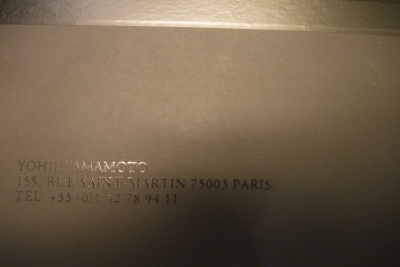 YOHJI YAMAMOTO
155, RUE SAINT-MARTIN 75003 PARIS
TEL. +33 (0)1 42 78 94 11